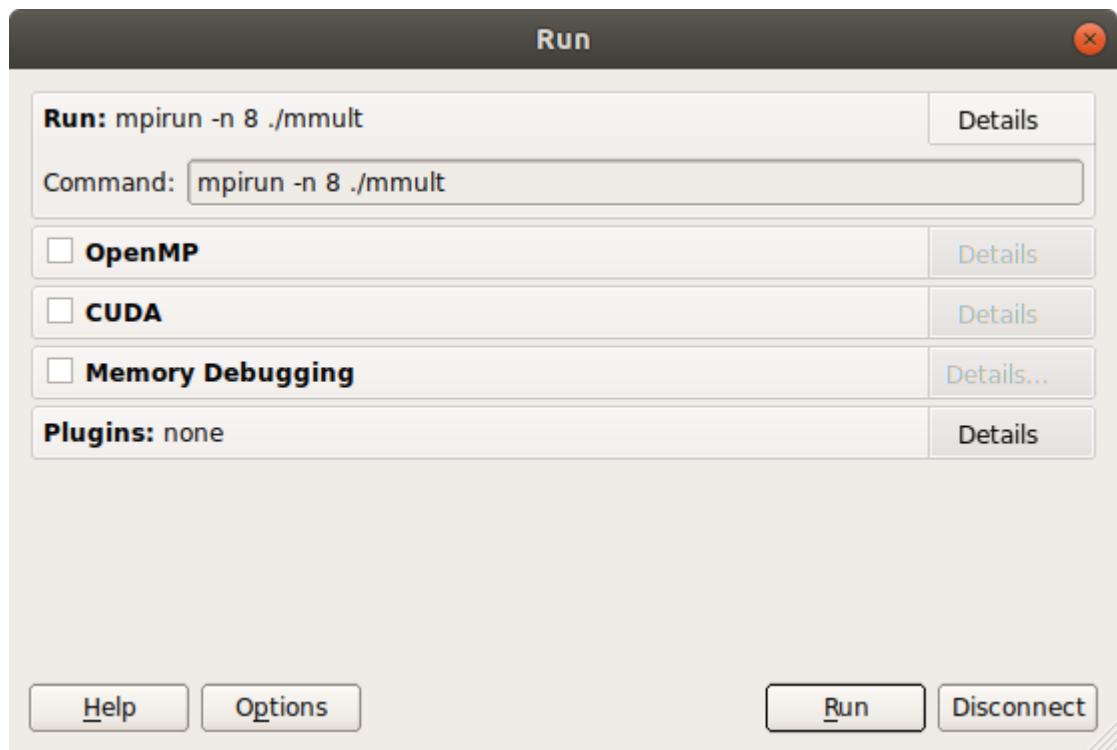 Run
Run: mpirun -n 8 ./mmult Details
Command: mpirun -n 8 ./mmult
OpenMP Details
CUDA Details
Memory Debugging Details...
Plugins: none Details
Help Options Run Disconnect